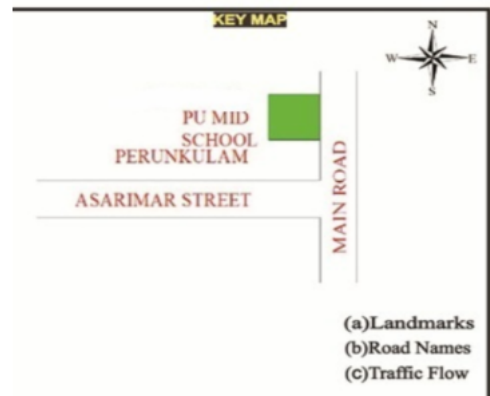 KEY MAP
N
W E
S
PU MID
SCHOOL
PERUNKULAM
ASARIMAR STREET
MAIN ROAD
(a)Landmarks
(b)Road Names
(c)Traffic Flow